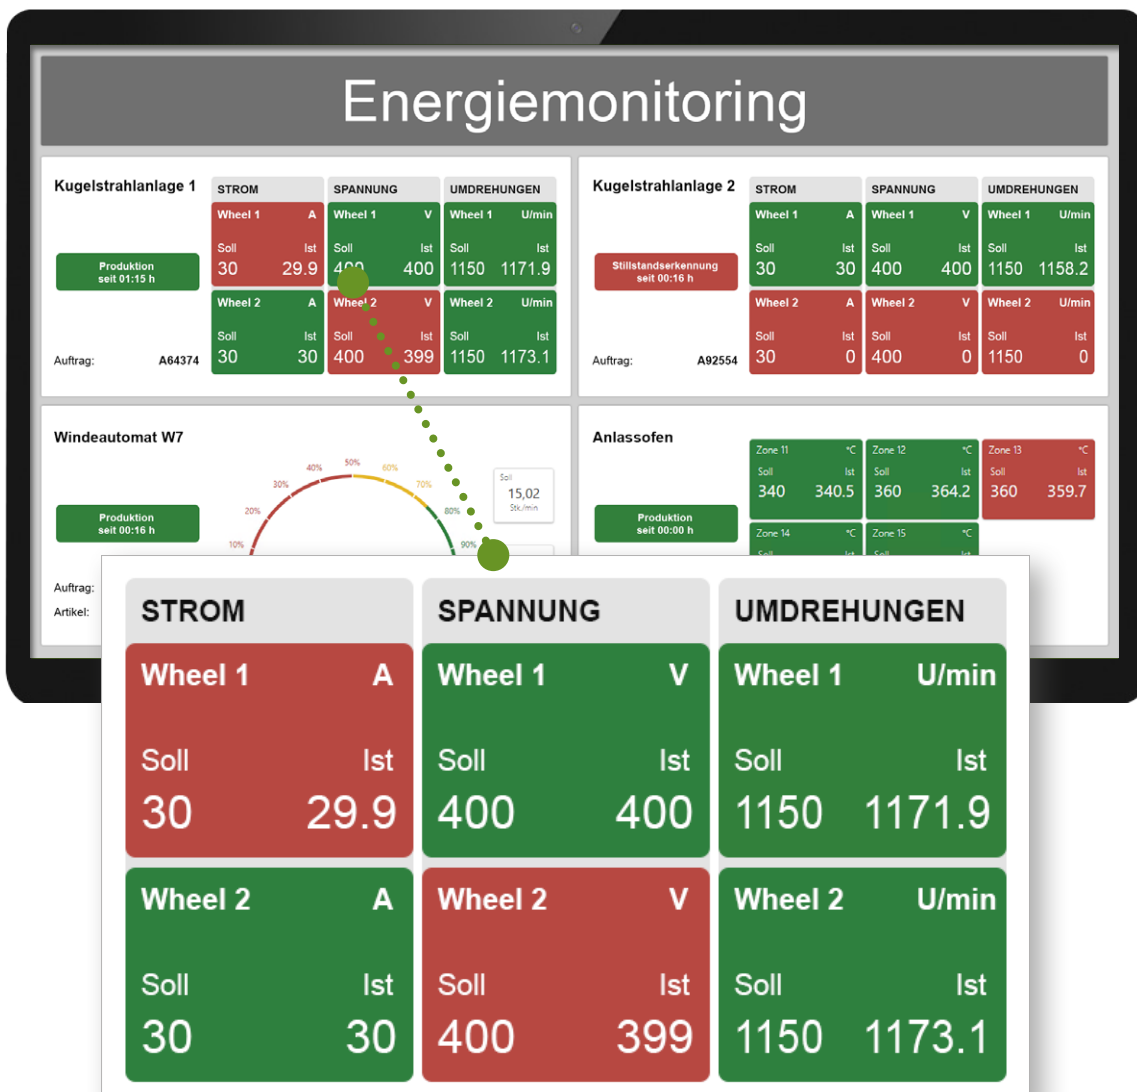 Energiemonitoring
Kugelstrahlanlage 1
STROM SPANNUNG UMDREHUNGEN
Wheel 1 A Wheel 1 V Wheel 1 U/min
Soll Ist Soll Ist Soll Ist
30 29.9 400 400 1150 1171.9
Produktion
seit 01:15 h
Wheel 2 A Wheel 2 V Wheel 2 U/min
Soll Ist Soll Ist Soll Ist
30 30 400 399 1150 1173.1
Auftrag: A64374
Kugelstrahlanlage 2
STROM SPANNUNG UMDREHUNGEN
Wheel 1 A Wheel 1 V Wheel 1 U/min
Soll Ist Soll Ist Soll Ist
30 30 400 400 1150 1158.2
Stillstandserkennung
seit 00:16 h
Wheel 2 A Wheel 2 V Wheel 2 U/min
Soll Ist Soll Ist Soll Ist
30 0 400 0 1150 0
Auftrag: A92554
Windeautomat W7
10% 20% 30% 40% 50% 60% 70% 80% 90%
Soll
15,02
Stk./min
Produktion
seit 00:16 h
Auftrag:
Artikel:
Anlassofen
Zone 11 °C Zone 12 °C Zone 13 °C
Soll Ist Soll Ist Soll Ist
340 340.5 360 364.2 360 359.7
Produktion
seit 00:00 h
Zone 14 °C Zone 15 °C
Soll Ist Soll Ist
STROM SPANNUNG UMDREHUNGEN
Wheel 1 A Wheel 1 V Wheel 1 U/min
Soll Ist Soll Ist Soll Ist
30 29.9 400 400 1150 1171.9
Wheel 2 A Wheel 2 V Wheel 2 U/min
Soll Ist Soll Ist Soll Ist
30 30 400 399 1150 1173.1